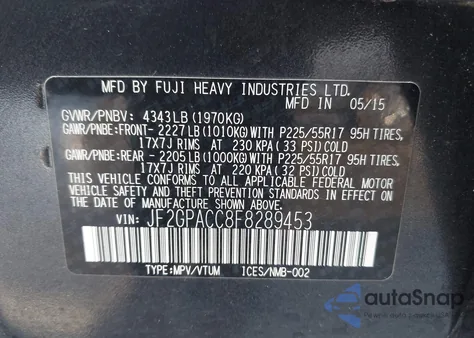 MFD BY FUJI HEAVY INDUSTRIES LTD.
MFD IN 05/15
GVWR/PNBV: 4343LB (1970KG)
GAWR/PNBE:FRONT- 2227LB(1010KG)WITH P225/55R17 95H TIRES,
17X7J RIMS AT 230 KPA (33 PSI)COLD
GAWR/PNBE:REAR - 2205LB(1000KG)WITH P225/55R17 95H TIRES,
17X7J RIMS AT 220 KPA (32 PSI)COLD
THIS VEHICLE CONFORMS TO ALL APPLICABLE FEDERAL MOTOR
VEHICLE SAFETY AND THEFT PREVENTION STANDARDS IN
EFFECT ON THE DATE OF MANUFACTURE SHOWN ABOVE.
VIN: JF2GPACC8F8289453
TYPE:MPV/VTUM ICES/NMB-002
autoSnap